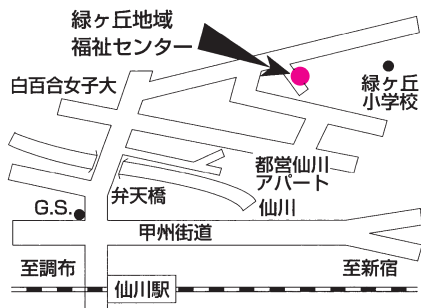 緑ヶ丘地域
福祉センター
白百合女子大
緑ヶ丘
小学校
都営仙川
アパート
弁天橋
仙川
G.S.
甲州街道
至調布
至新宿
仙川駅